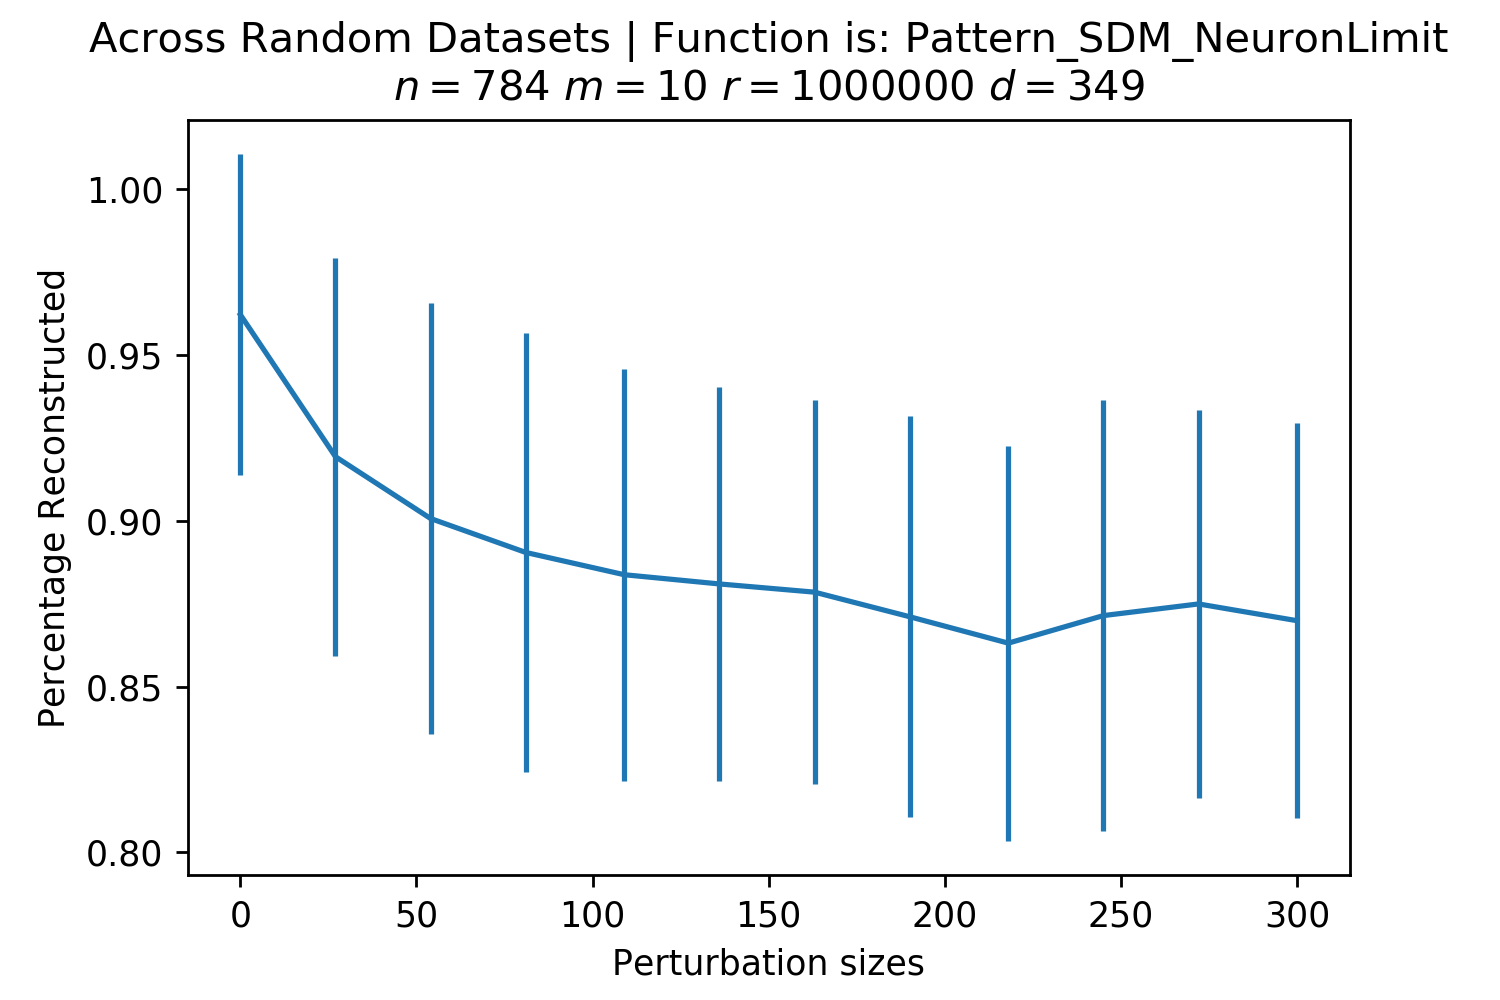 Across Random Datasets | Function is: Pattern_SDM_NeuronLimit
n = 784 m = 10 r = 1000000 d = 349
Percentage Reconstructed
1.00
0.95
0.90
0.85
0.80
0 50 100 150 200 250 300
Perturbation sizes